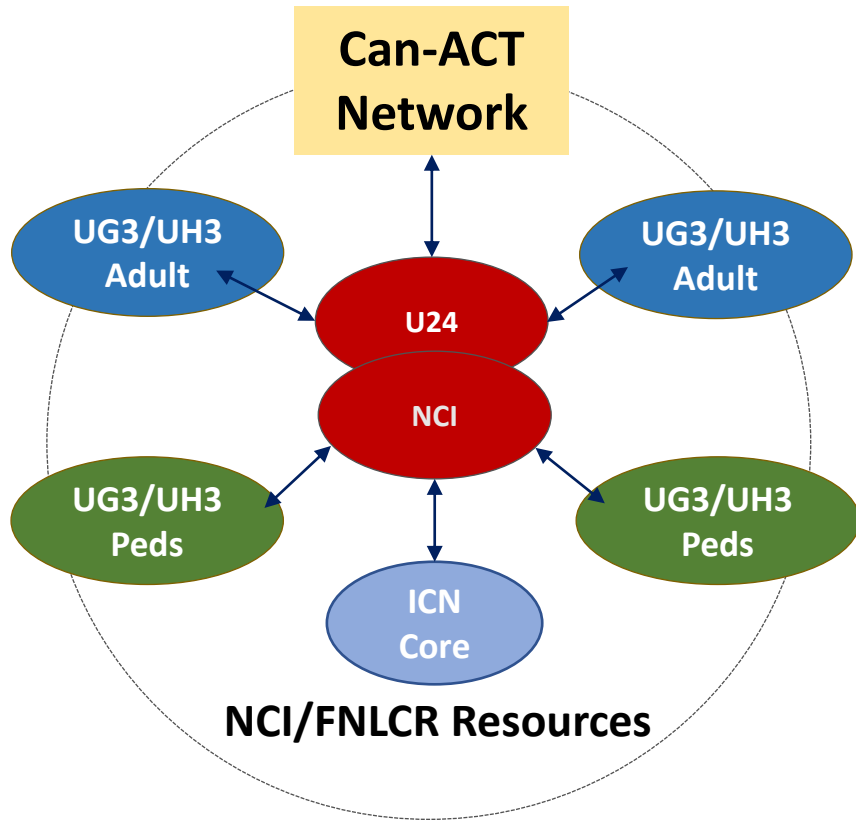 Can-ACT
Network
UG3/UH3
Adult
UG3/UH3
Adult
U24
NCI
UG3/UH3
Peds
UG3/UH3
Peds
ICN
Core
NCI/FNLCR Resources